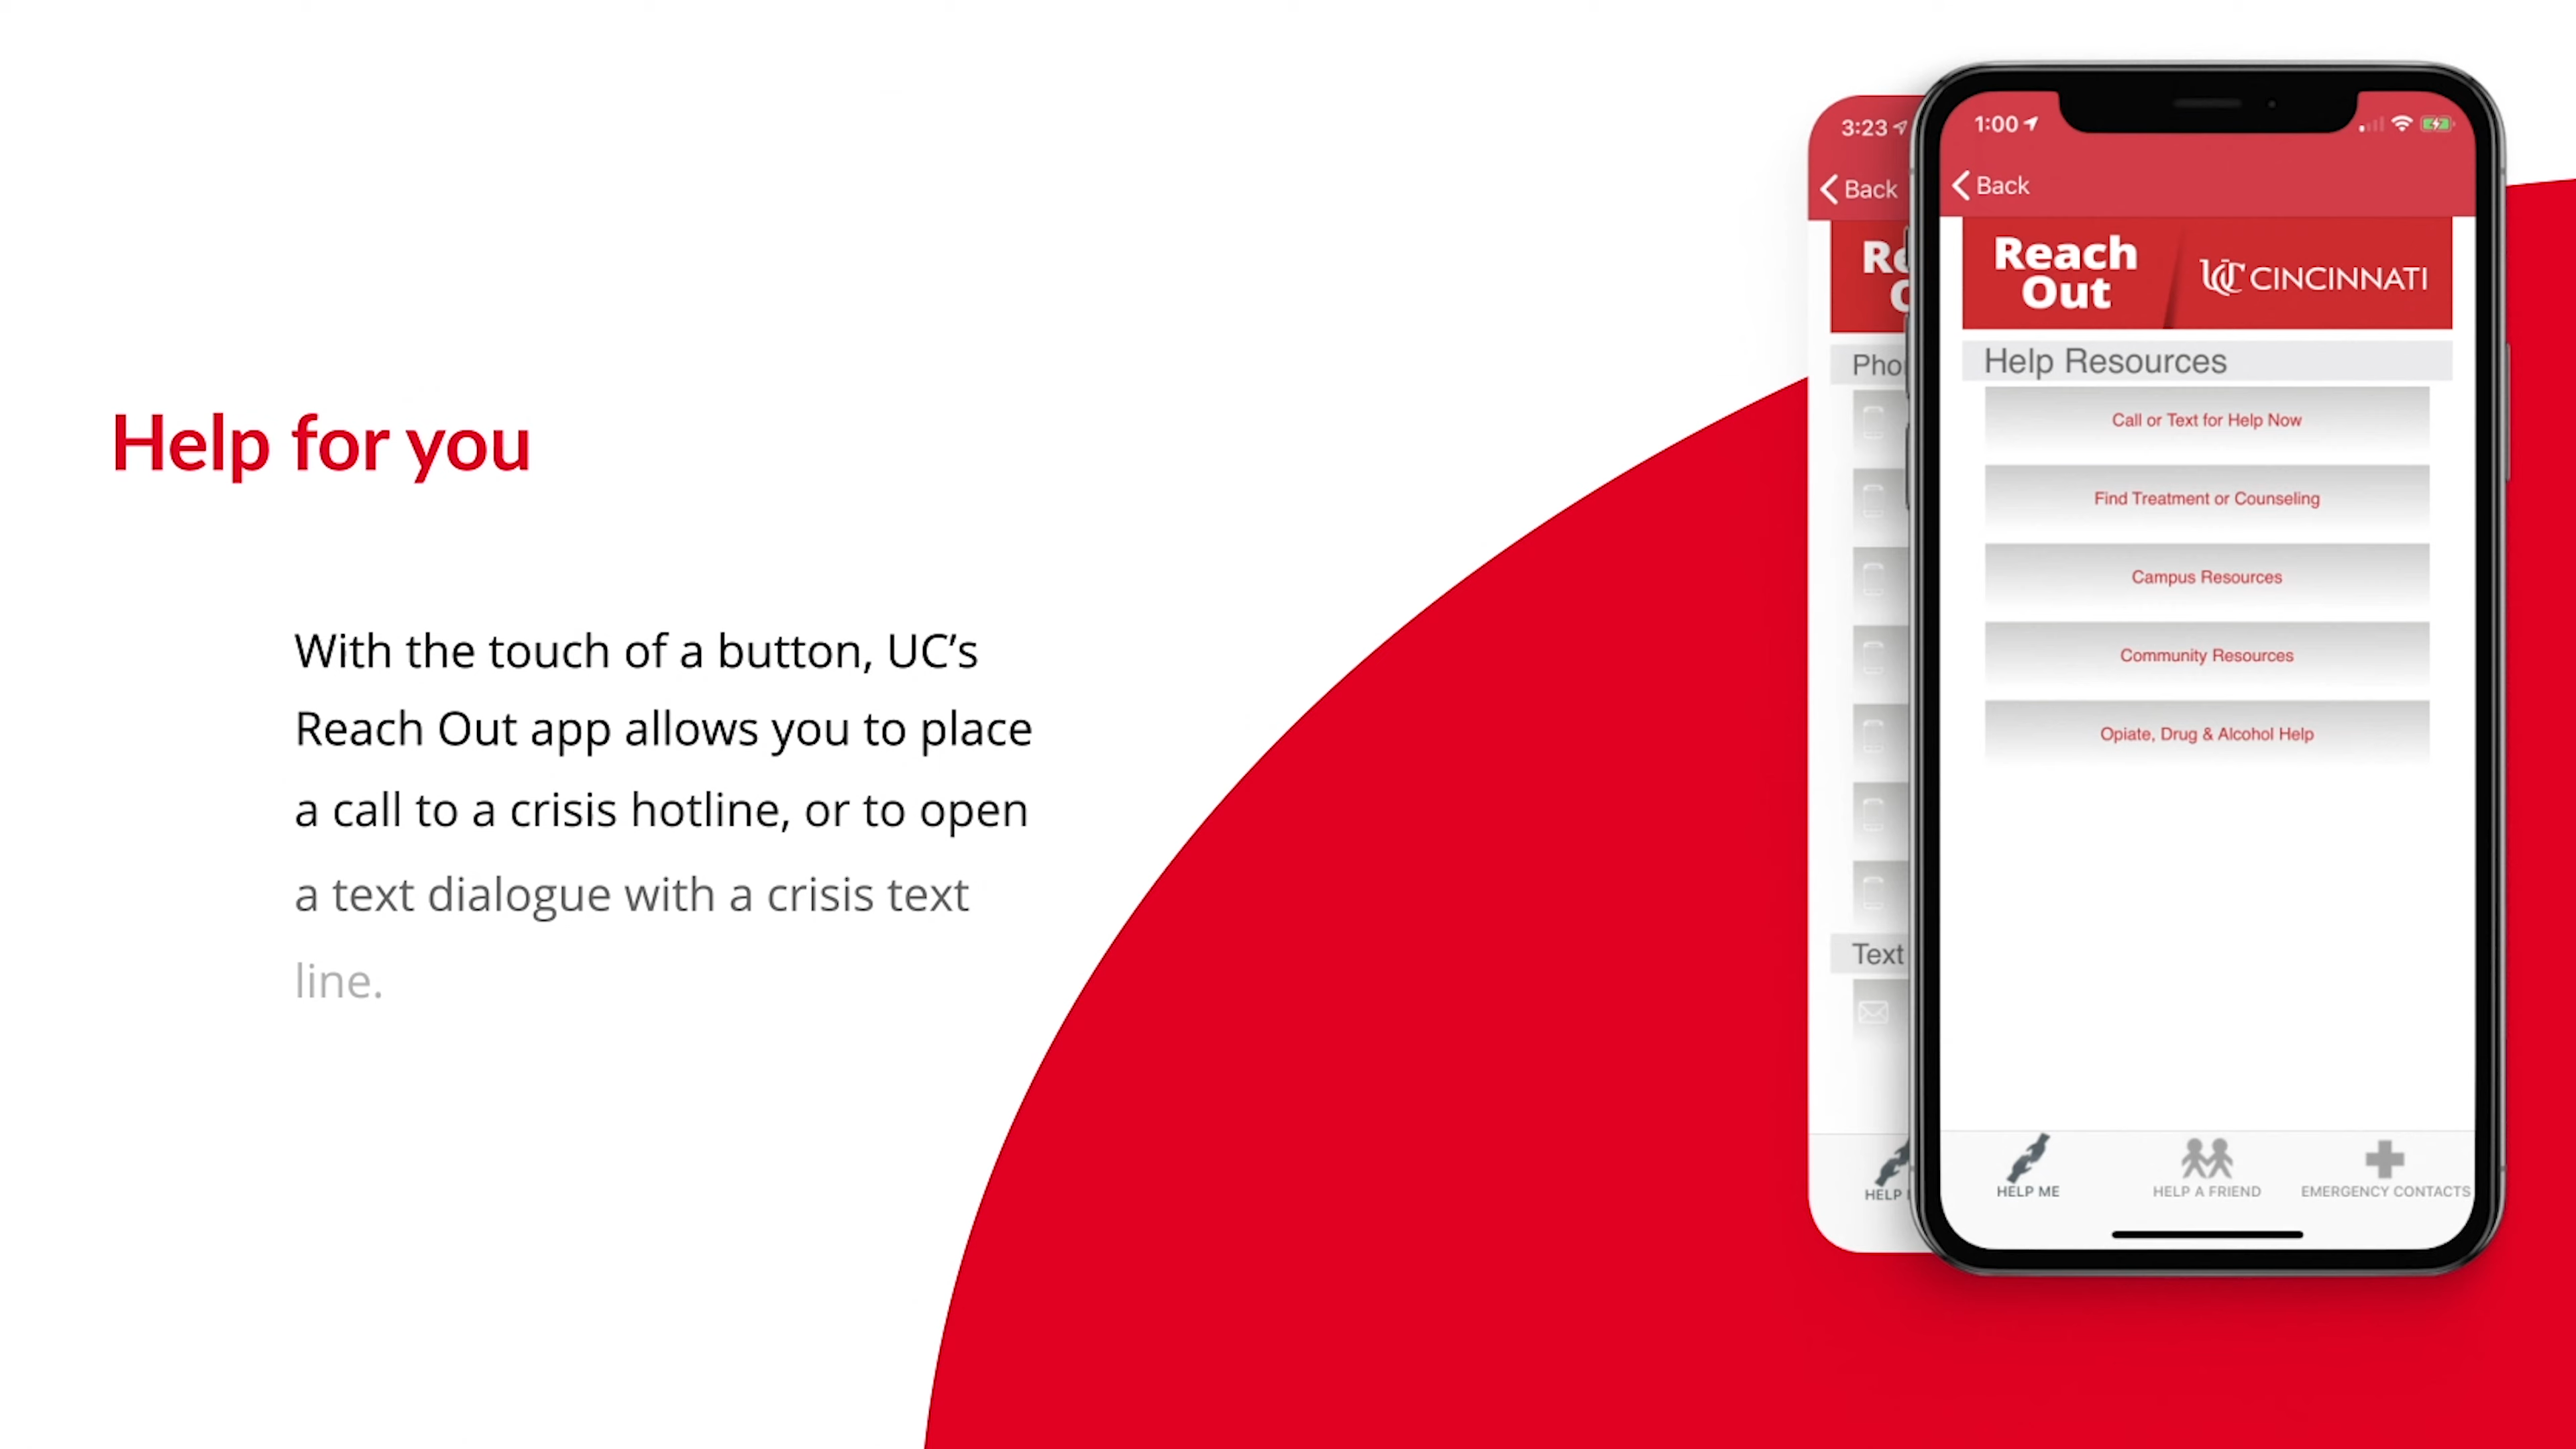 Help for you
With the touch of a button, UC’s
Reach Out app allows you to place
a call to a crisis hotline, or to open
a text dialogue with a crisis text
line.
3:23
Back
Text
HELP
1:00
Back
Reach
Out
UC CINCINNATI
Help Resources
Call or Text for Help Now
Find Treatment or Counseling
Campus Resources
Community Resources
Opiate, Drug & Alcohol Help
HELP ME
HELP A FRIEND
EMERGENCY CONTACTS